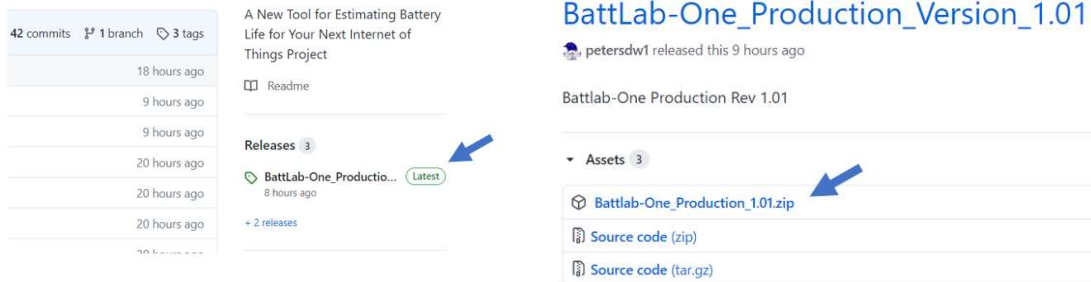 42 commits 1 branch 3 tags
18 hours ago
9 hours ago
9 hours ago
20 hours ago
20 hours ago
20 hours ago
A New Tool for Estimating Battery
Life for Your Next Internet of
Things Project
Readme
Releases 3
BattLab-One_Productio... Latest
8 hours ago
+ 2 releases
BattLab-One_Production_Version_1.01
petersdw1 released this 9 hours ago
Battlab-One Production Rev 1.01
Assets 3
Battlab-One_Production_1.01.zip
Source code (zip)
Source code (tar.gz)